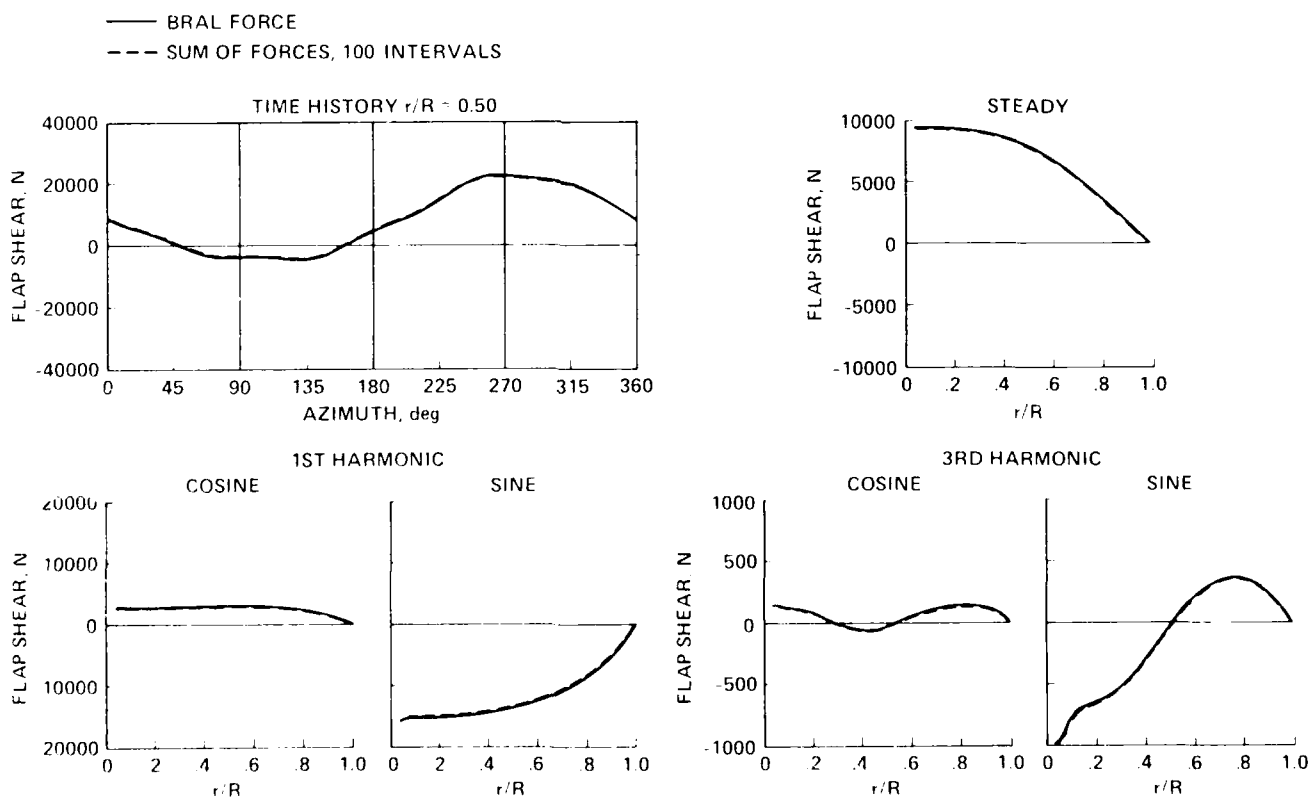 BRAL FORCE
SUM OF FORCES, 100 INTERVALS
TIME HISTORY r/R = 0.50
FLAP SHEAR, N
40000
20000
0
-20000
-40000
0 45 90 135 180 225 270 315 360
AZIMUTH, deg
STEADY
FLAP SHEAR, N
10000
5000
0
-5000
-10000
0 .2 .4 .6 .8 1.0
r/R
1ST HARMONIC
COSINE
SINE
FLAP SHEAR, N
20000
10000
0
10000
20000
0 .2 .4 .6 .8 1.0
r/R
0 .2 .4 .6 .8 1.0
r/R
3RD HARMONIC
COSINE
SINE
FLAP SHEAR, N
1000
500
0
-500
-1000
0 .2 .4 .6 .8 1.0
r/R
0 .2 .4 .6 .8 1.0
r/R